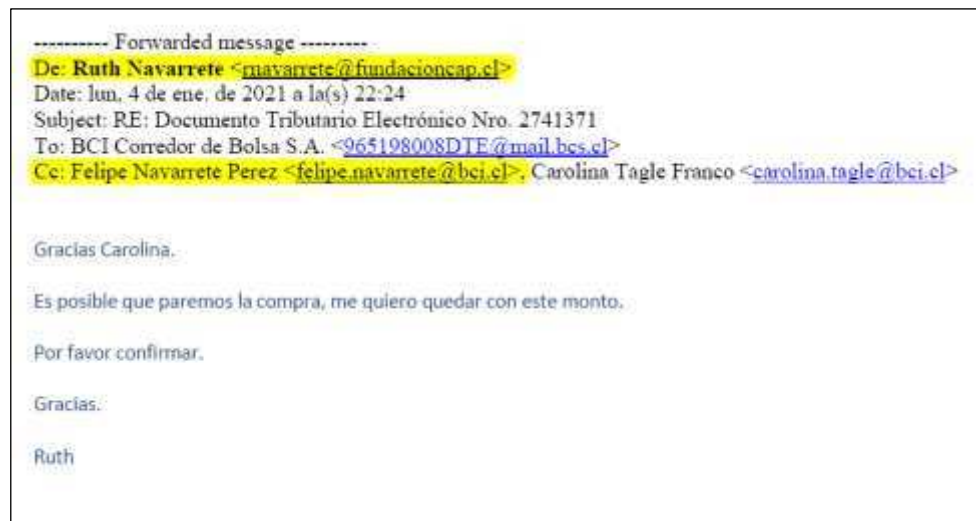 ---------- Forwarded message ---------
De: Ruth Navarrete <rnavarrete@fundacioncap.cl>
Date: lun, 4 de ene. de 2021 a la(s) 22:24
Subject: RE: Documento Tributario Electrónico Nro. 2741371
To: BCI Corredor de Bolsa S.A. <965198008DTE@mail.bcs.cl>
Cc: Felipe Navarrete Perez <felipe.navarrete@bci.cl>, Carolina Tagle Franco <carolina.tagle@bci.cl>
Gracias Carolina.
Es posible que paremos la compra, me quiero quedar con este monto.
Por favor confirmar.
Gracias.
Ruth